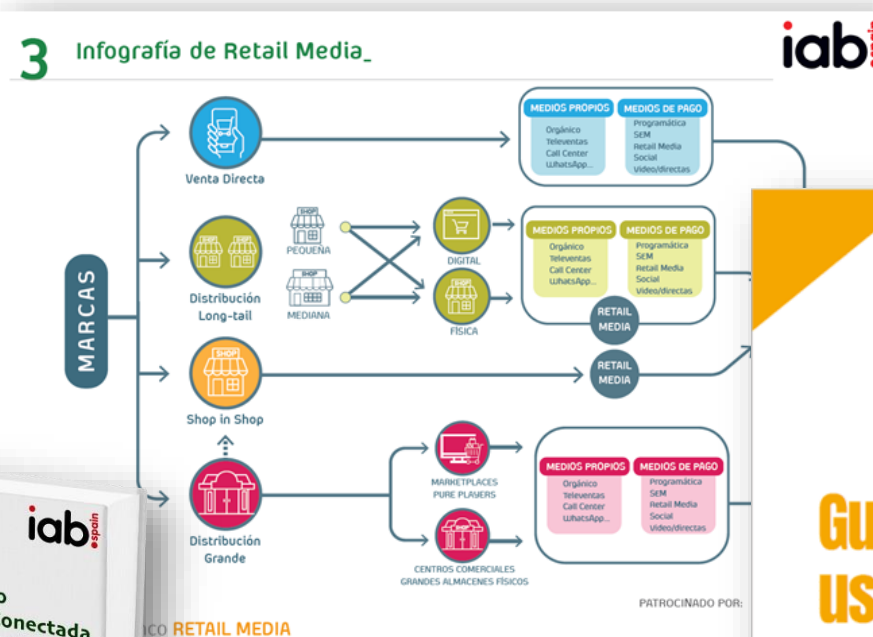 3 Infografía de Retail Media_
iab
MARCAS
Venta Directa
MEDIOS PROPIOS
Orgánico
Televentas
Call Center
WhatsApp...
MEDIOS DE PAGO
Programática
SEM
Retail Media
Social
Video/directas
SHOP
PEQUEÑA
SHOP
MEDIANA
Distribución
Long-tail
DIGITAL
FÍSICA
MEDIOS PROPIOS
Orgánico
Televentas
Call Center
WhatsApp...
MEDIOS DE PAGO
Programática
SEM
Retail Media
Social
Video/directas
RETAIL
MEDIA
SHOP
Shop in Shop
RETAIL
MEDIA
Distribución
Grande
MARKETPLACES
PURE PLAYERS
SHOP
CENTROS COMERCIALES
GRANDES ALMACENES FÍSICOS
MEDIOS PROPIOS
Orgánico
Televentas
Call Center
WhatsApp...
MEDIOS DE PAGO
Programática
SEM
Retail Media
Social
Video/directas
PATROCINADO POR:
iab spain
onectada
RETAIL MEDIA